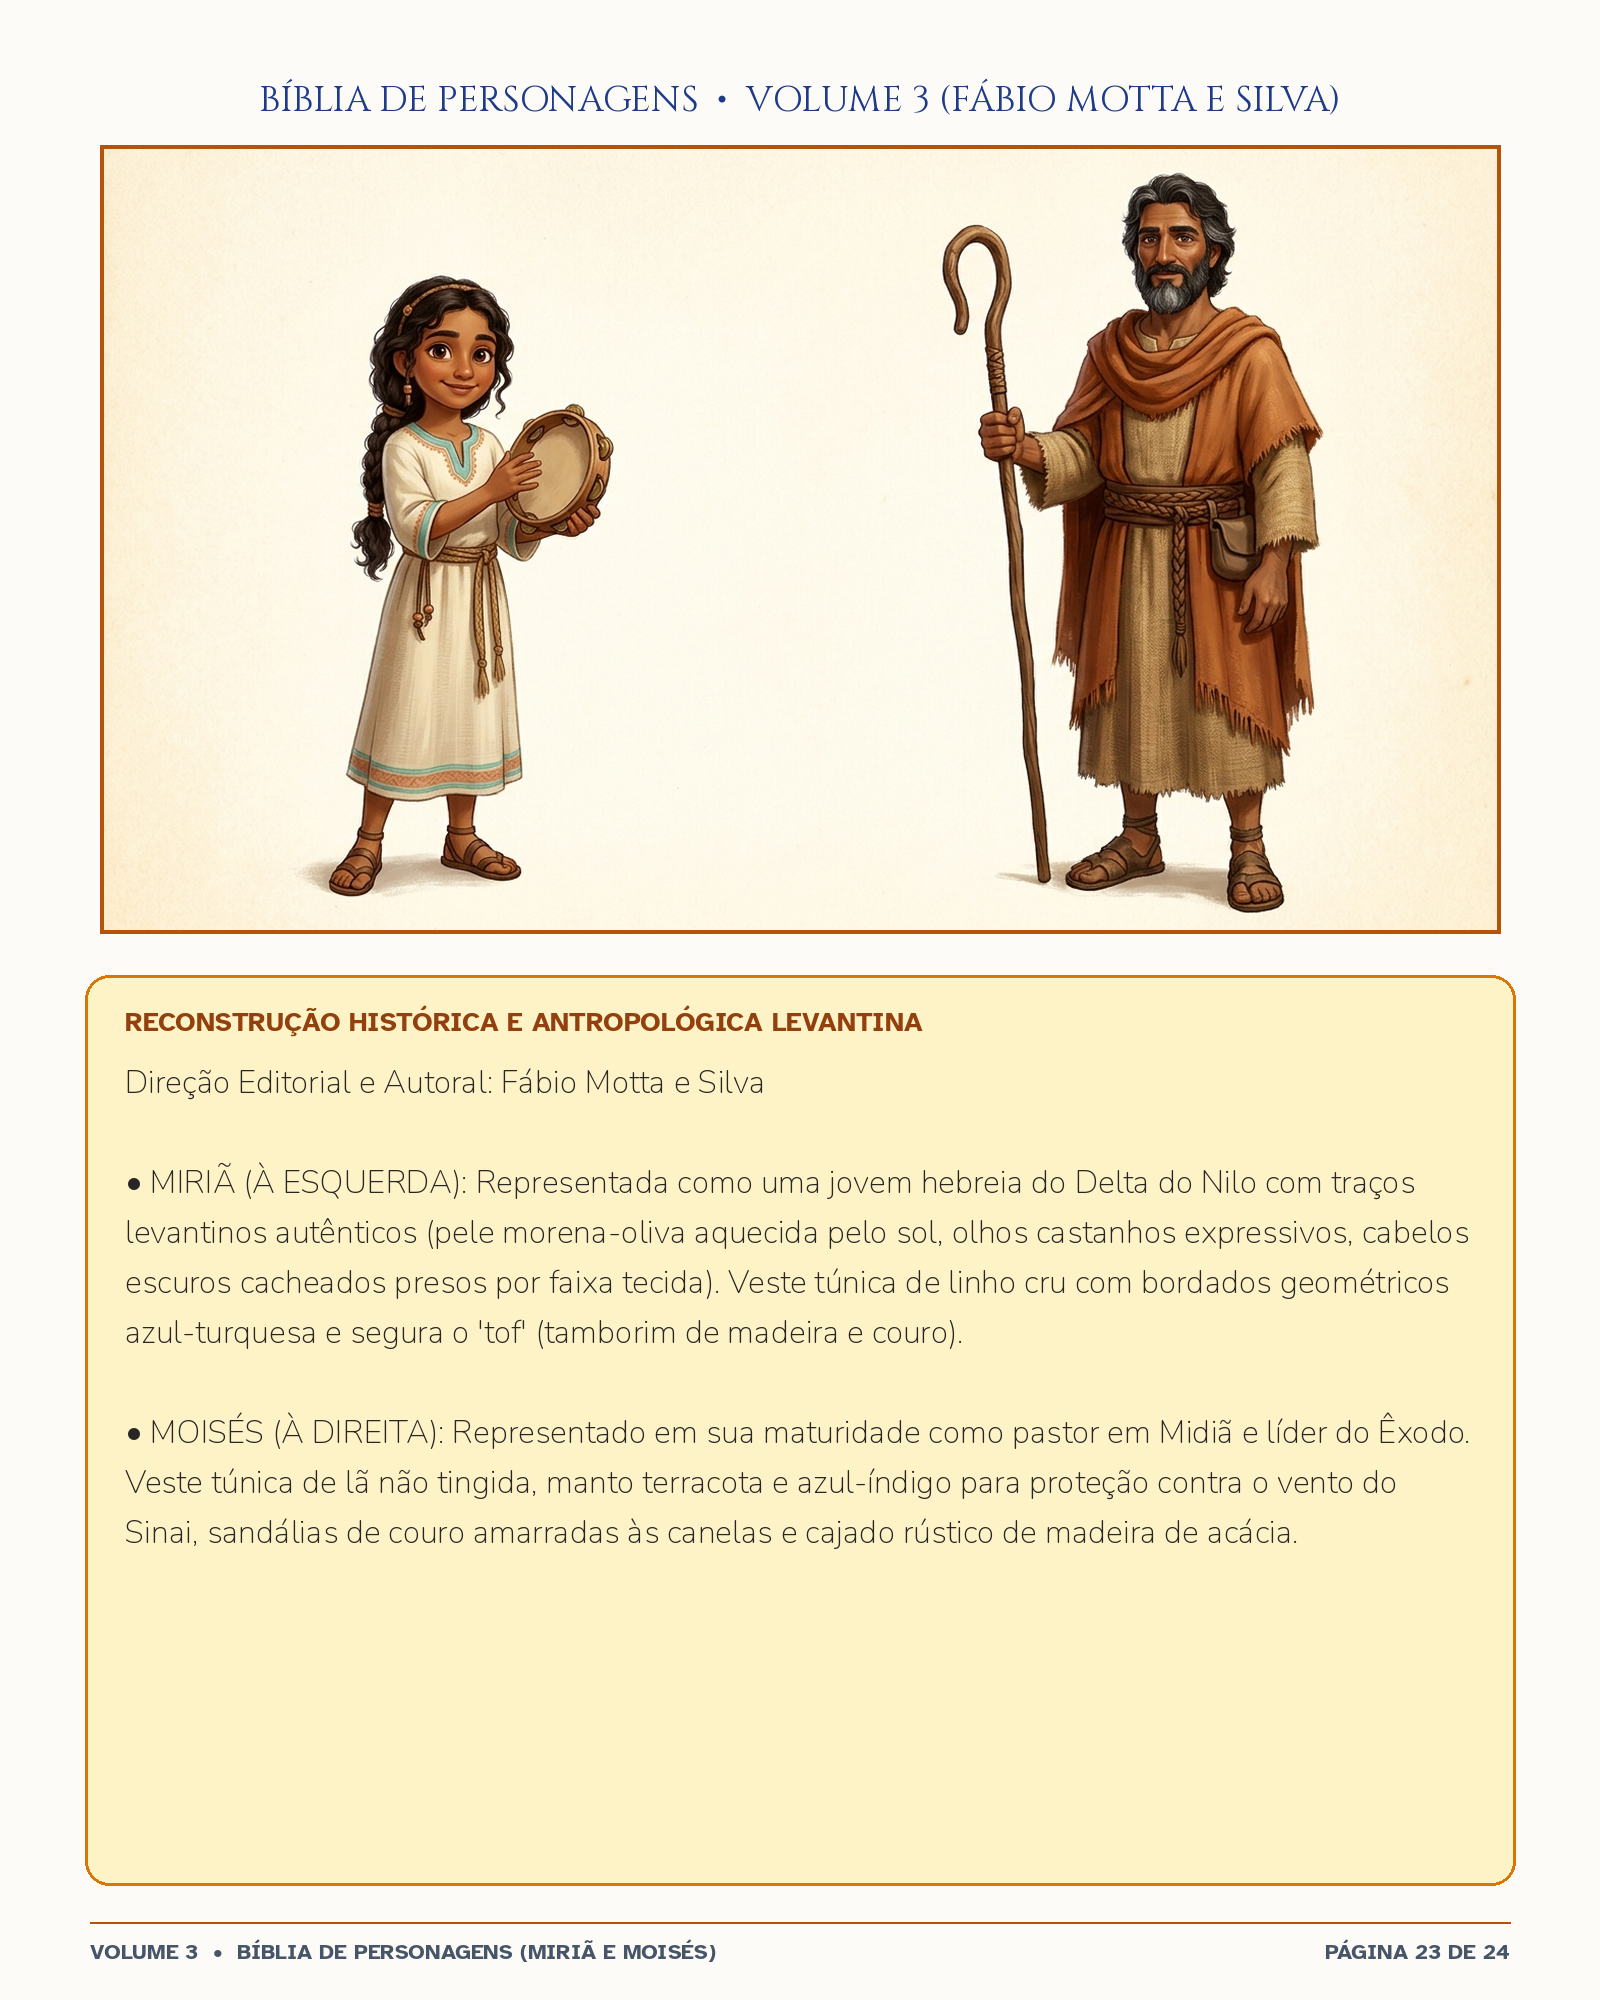 BÍBLIA DE PERSONAGENS • VOLUME 3 (FÁBIO MOTTA E SILVA)
RECONSTRUÇÃO HISTÓRICA E ANTROPOLÓGICA LEVANTINA
Direção Editorial e Autoral: Fábio Motta e Silva
• MIRIÃ (À ESQUERDA): Representada como uma jovem hebreia do Delta do Nilo com traços
levantinos autênticos (pele morena-oliva aquecida pelo sol, olhos castanhos expressivos, cabelos
escuros cacheados presos por faixa tecida). Veste túnica de linho cru com bordados geométricos
azul-turquesa e segura o 'tof' (tamborim de madeira e couro).
• MOISÉS (À DIREITA): Representado em sua maturidade como pastor em Midiã e líder do Êxodo.
Veste túnica de lã não tingida, manto terracota e azul-índigo para proteção contra o vento do
Sinai, sandálias de couro amarradas às canelas e cajado rústico de madeira de acácia.
VOLUME 3 • BÍBLIA DE PERSONAGENS (MIRIÃ E MOISÉS)
PÁGINA 23 DE 24